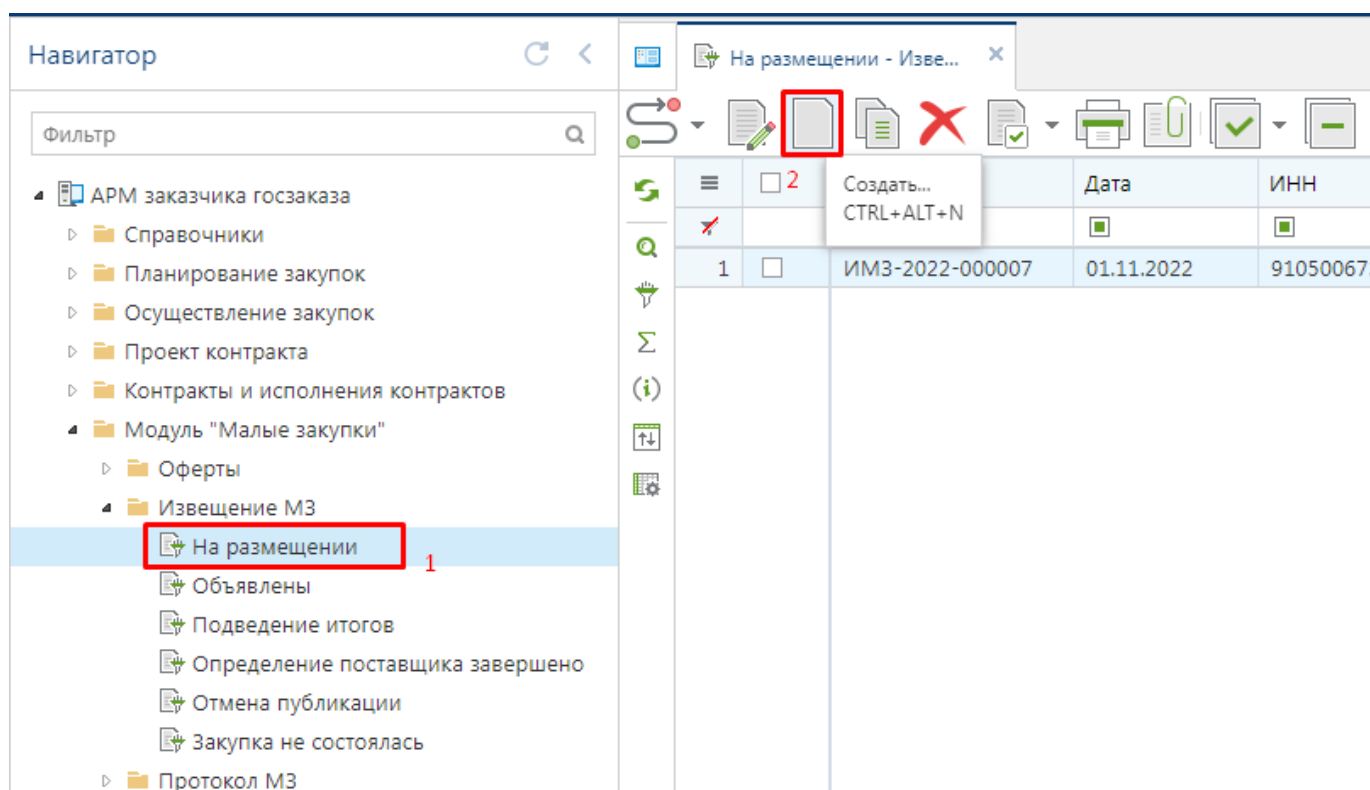 Навигатор
На размещении - Изве...
Фильтр
АРМ заказчика госзаказа
Справочники
Планирование закупок
Осуществление закупок
Проект контракта
Контракты и исполнения контрактов
Модуль "Малые закупки"
Оферты
Извещение МЗ
На размещении
1
Объявлены
Подведение итогов
Определение поставщика завершено
Отмена публикации
Закупка не состоялась
Протокол МЗ
2
Создать...
CTRL+ALT+N
Дата
ИНН
1
ИМЗ-2022-000007
01.11.2022
91050067